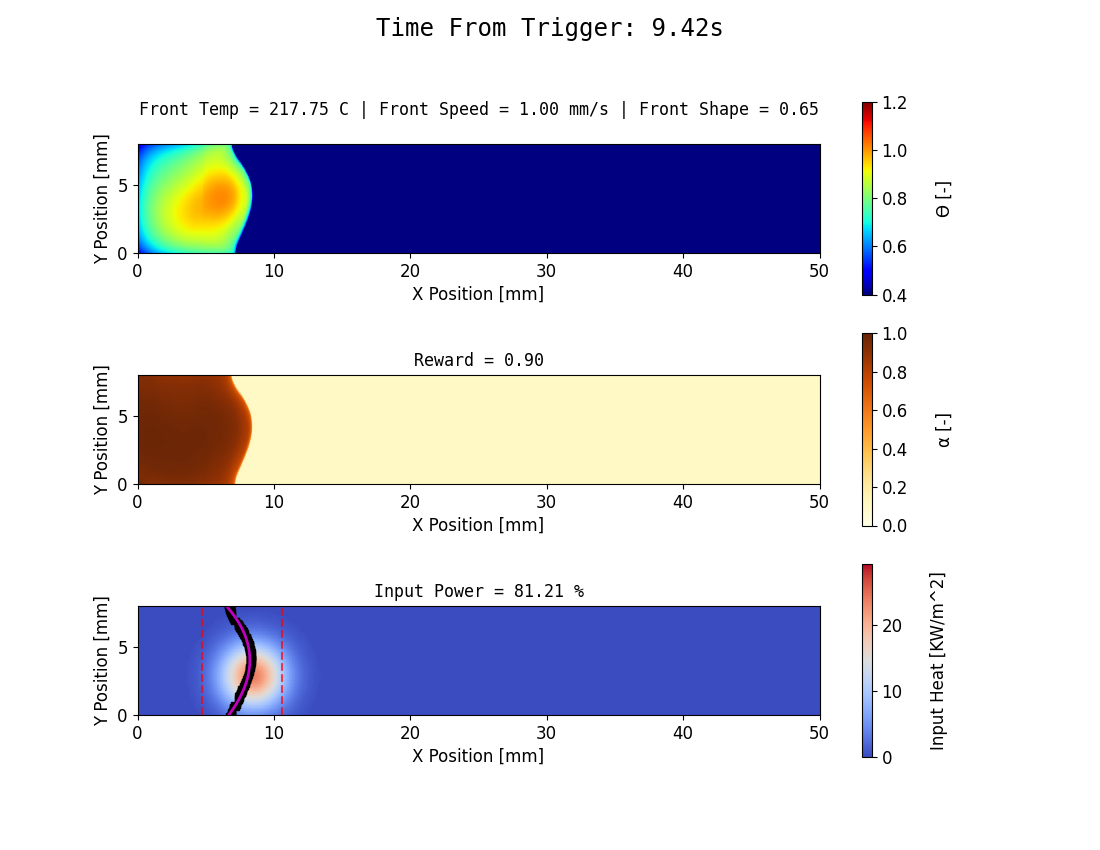 Time From Trigger: 9.42s
Front Temp = 217.75 C | Front Speed = 1.00 mm/s | Front Shape = 0.65
Y Position [mm]
5
0
0 10 20 30 40 50
X Position [mm]
1.2
1.0
0.8
0.6
0.4
Θ [-]
Reward = 0.90
Y Position [mm]
5
0
0 10 20 30 40 50
X Position [mm]
1.0
0.8
0.6
0.4
0.2
0.0
α [-]
Input Power = 81.21 %
Y Position [mm]
5
0
0 10 20 30 40 50
X Position [mm]
20
10
0
Input Heat [KW/m^2]